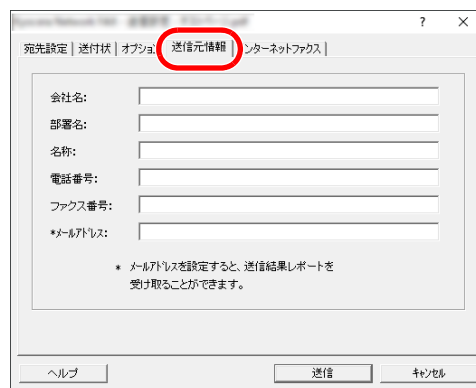 ? ×
宛先設定 送付状 オプション 送信元情報 ンターネットファクス
会社名:
部署名:
名称:
電話番号:
ファクス番号:
*メールアドレス:
* メールアドレスを設定すると、送信結果レポートを
受け取ることができます。
ヘルプ 送信 キャンセル